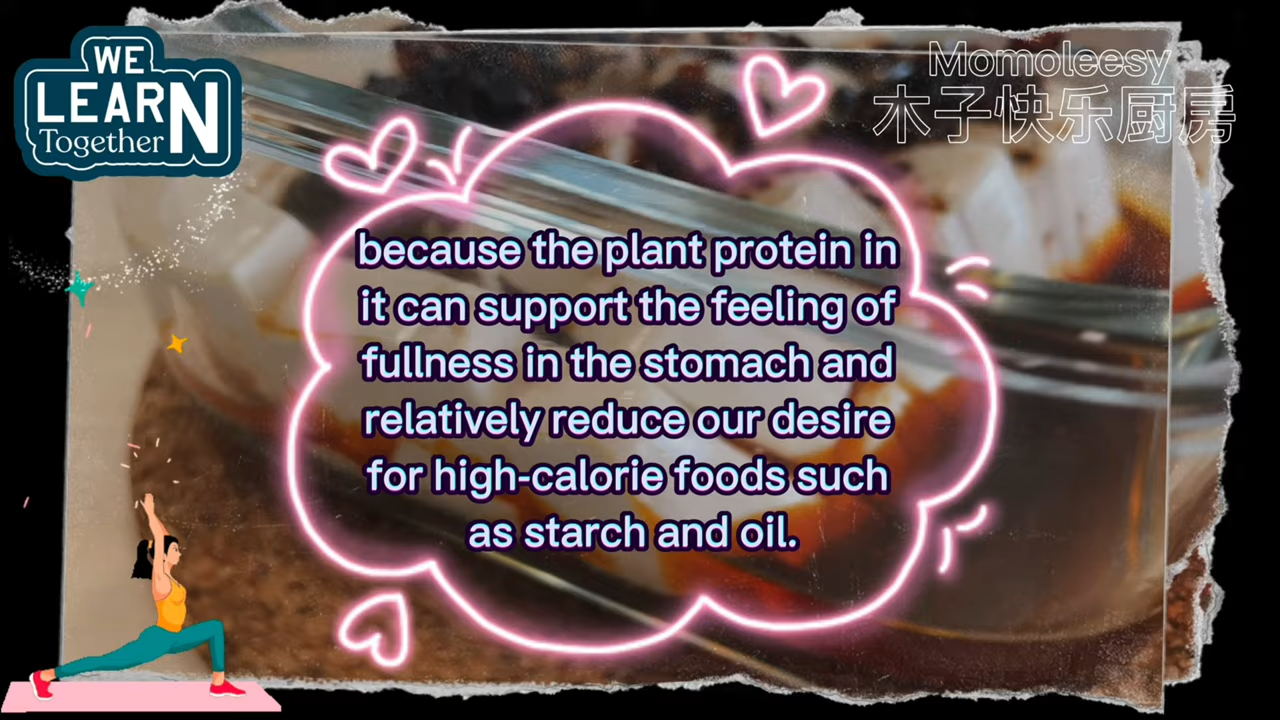 WE
LEARN
Together
Momoleesy
木子快乐厨房
because the plant protein in
it can support the feeling of
fullness in the stomach and
relatively reduce our desire
for high-calorie foods such
as starch and oil.